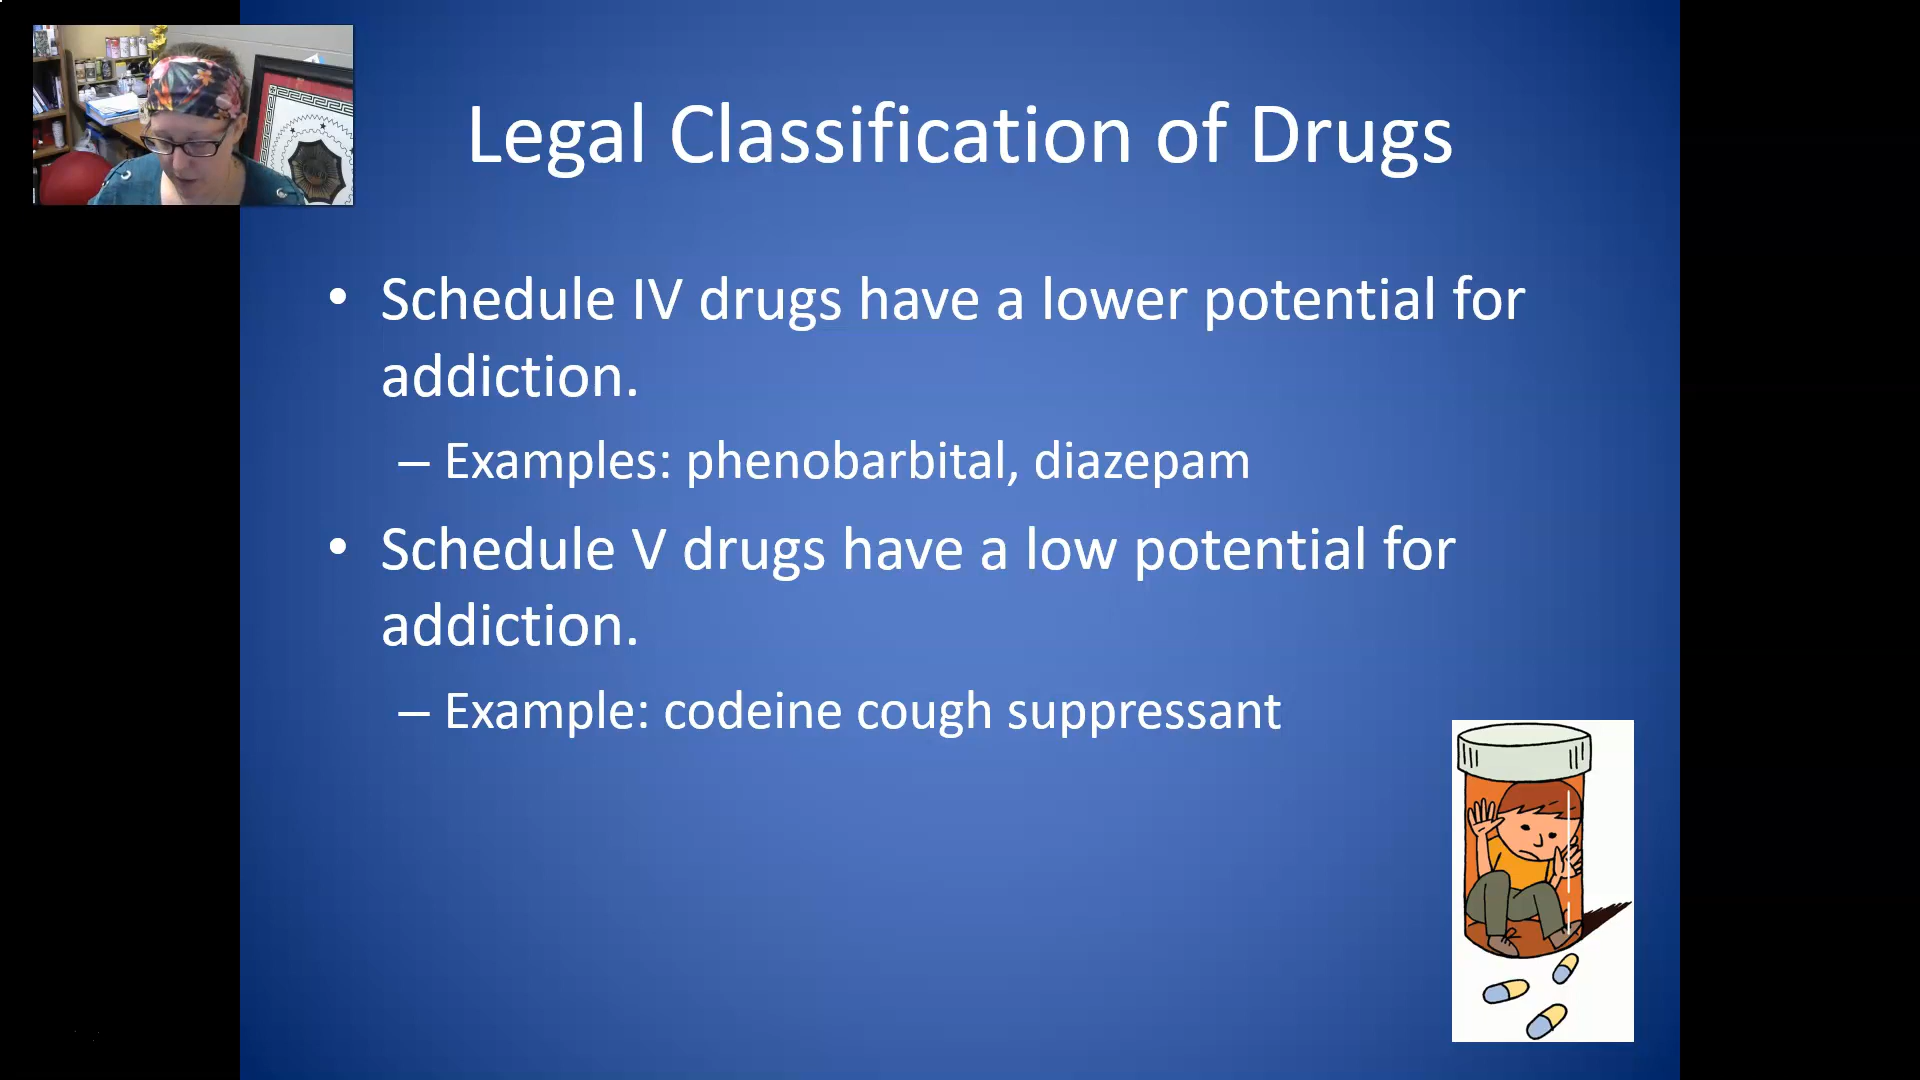 Legal Classification of Drugs
• Schedule IV drugs have a lower potential for
addiction.
– Examples: phenobarbital, diazepam
• Schedule V drugs have a low potential for
addiction.
– Example: codeine cough suppressant